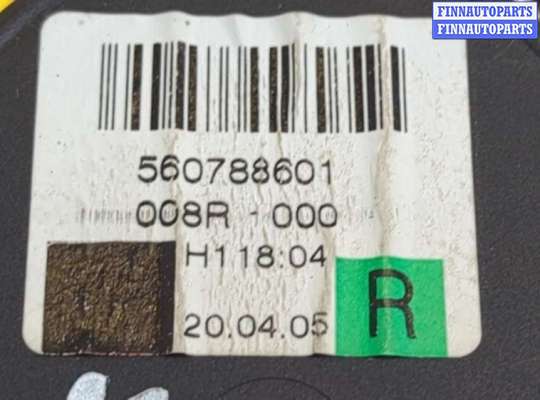 FINNAUTOPARTS
FINNAUTOPARTS
560788601
008R - 000
H118:04
20.04.05
R